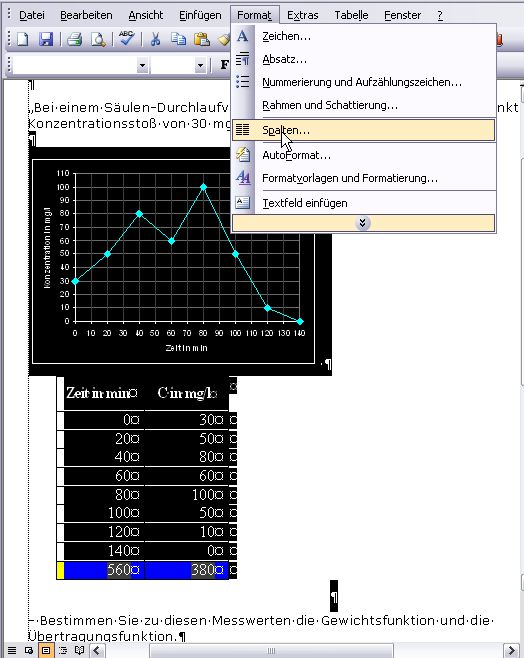 Datei Bearbeiten Ansicht Einfügen Format Extras Tabelle Fenster ?
ABC
F
Zeichen...
Absatz...
Nummerierung und Aufzählungszeichen...
Rahmen und Schattierung...
Spalten...
AutoFormat...
Formatvorlagen und Formatierung...
Textfeld einfügen
¶
„Bei·einem·Säulen-Durchlaufv nkt
Konzentrationsstoß·von·30·mg
¶
Konzentration in mg/l
110
100
90
80
70
60
50
40
30
20
10
0
0 10 20 30 40 50 60 70 80 90 100 110 120 130 140
Zeit in min
¶
Zeit·in·min¤ C·in·mg/l¤ ¤
0¤ 30¤ ¤
20¤ 50¤ ¤
40¤ 80¤ ¤
60¤ 60¤ ¤
80¤ 100¤ ¤
100¤ 50¤ ¤
120¤ 10¤ ¤
140¤ 0¤ ¤
560¤ 380¤ ¤
¶
-·Bestimmen·Sie·zu·diesen·Messwerten·die·Gewichtsfunktion·und·die·
Übertragungsfunktion.¶